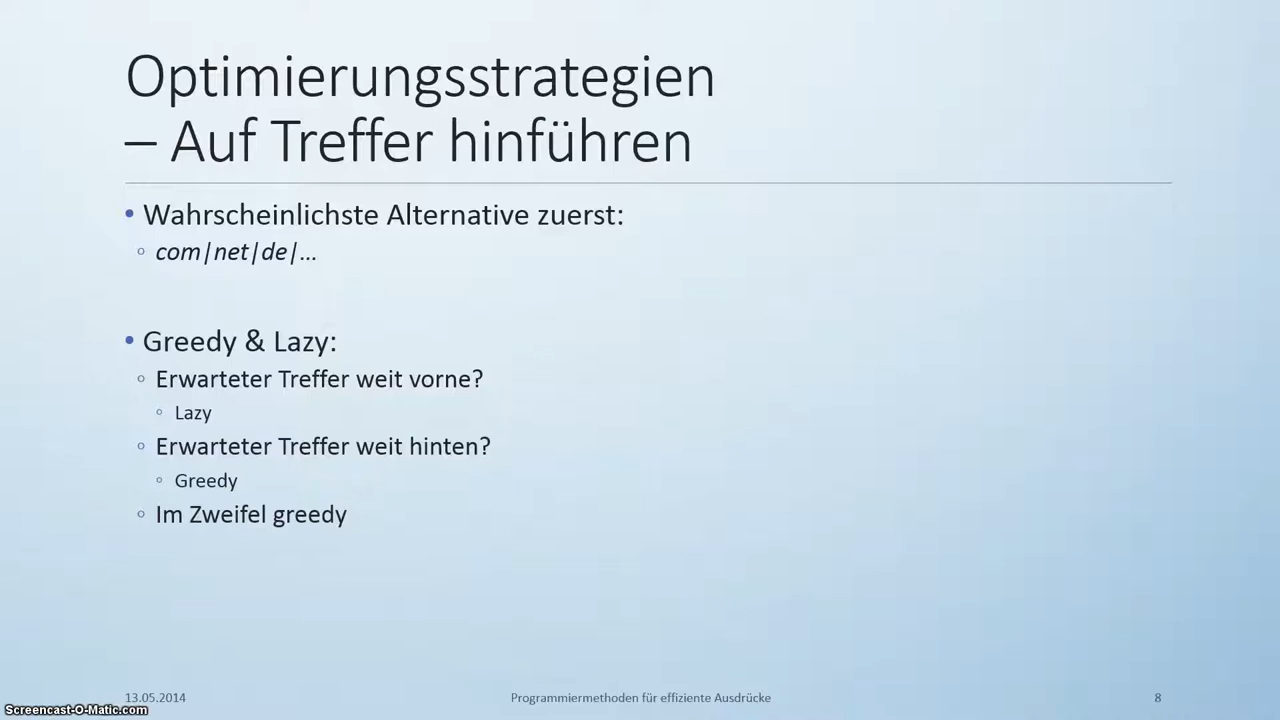 Optimierungsstrategien
– Auf Treffer hinführen
• Wahrscheinlichste Alternative zuerst:
◦ com|net|de|...
• Greedy & Lazy:
◦ Erwarteter Treffer weit vorne?
◦ Lazy
◦ Erwarteter Treffer weit hinten?
◦ Greedy
◦ Im Zweifel greedy
13.05.2014 Programmiermethoden für effiziente Ausdrücke 8
Screencast-O-Matic.com